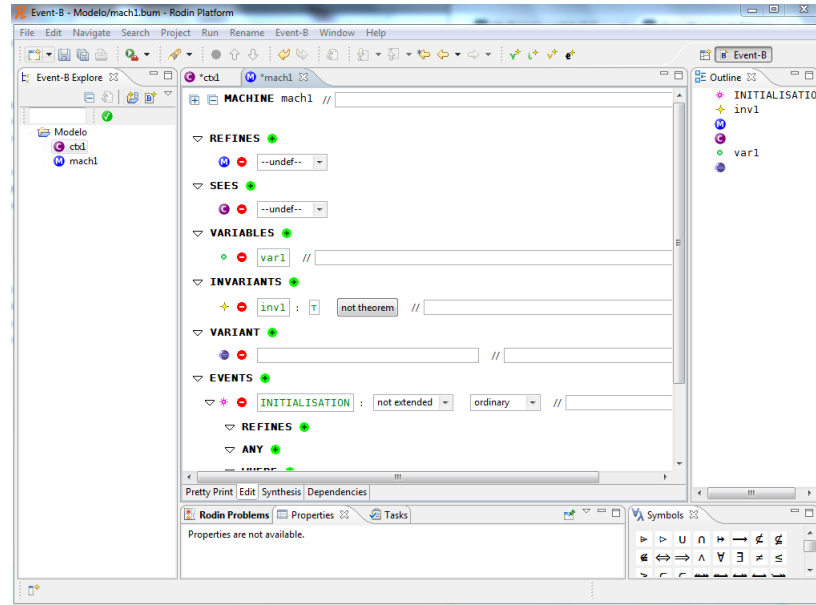 Event-B - Modelo/mach1.bum - Rodin Platform
File Edit Navigate Search Project Run Rename Event-B Window Help
Event-B
Event-B Explore
*ctx1
*mach1
Outline
MACHINE mach1 //
INITIALISATIO
inv1
var1
Modelo
ctx1
mach1
REFINES
--undef--
SEES
--undef--
VARIABLES
var1 //
INVARIANTS
inv1 : ⊤ not theorem //
VARIANT
//
EVENTS
INITIALISATION : not extended ordinary //
REFINES
ANY
WHERE
Pretty Print Edit Synthesis Dependencies
Rodin Problems Properties Tasks
Properties are not available.
Symbols
⩥ ▷ ∪ ∩ ↦ → ⊄ ⊈
∉ ⇔ ⇒ ∧ ∀ ∃ ≠ ≤